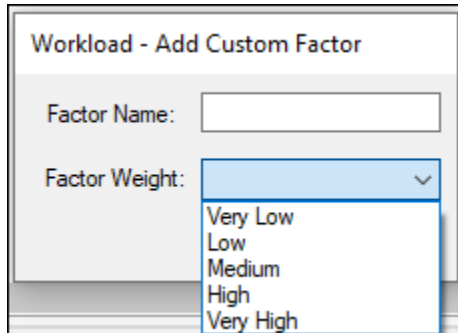 Workload - Add Custom Factor
Factor Name:
Factor Weight:
Very Low
Low
Medium
High
Very High